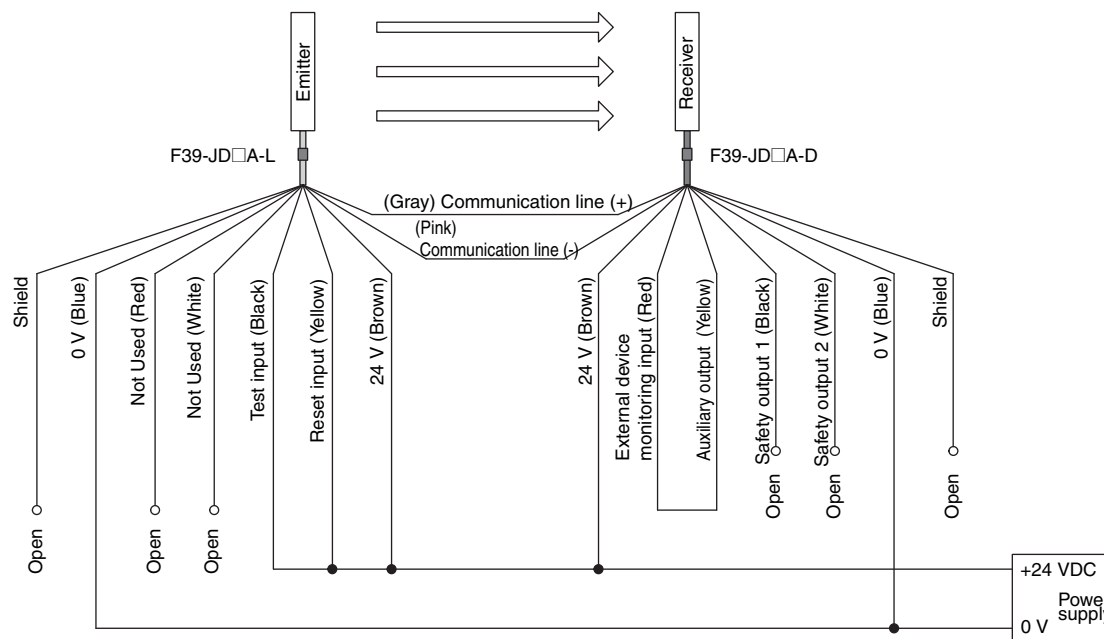 Emitter
Receiver
F39-JD□A-L
F39-JD□A-D
(Gray) Communication line (+)
(Pink)
Communication line (-)
Shield
0 V (Blue)
Not Used (Red)
Not Used (White)
Test input (Black)
Reset input (Yellow)
24 V (Brown)
24 V (Brown)
External device
monitoring input (Red)
Auxiliary output (Yellow)
Safety output 1 (Black)
Safety output 2 (White)
0 V (Blue)
Shield
Open
Open
Open
Open
Open
Open
+24 VDC
Power
supply
0 V